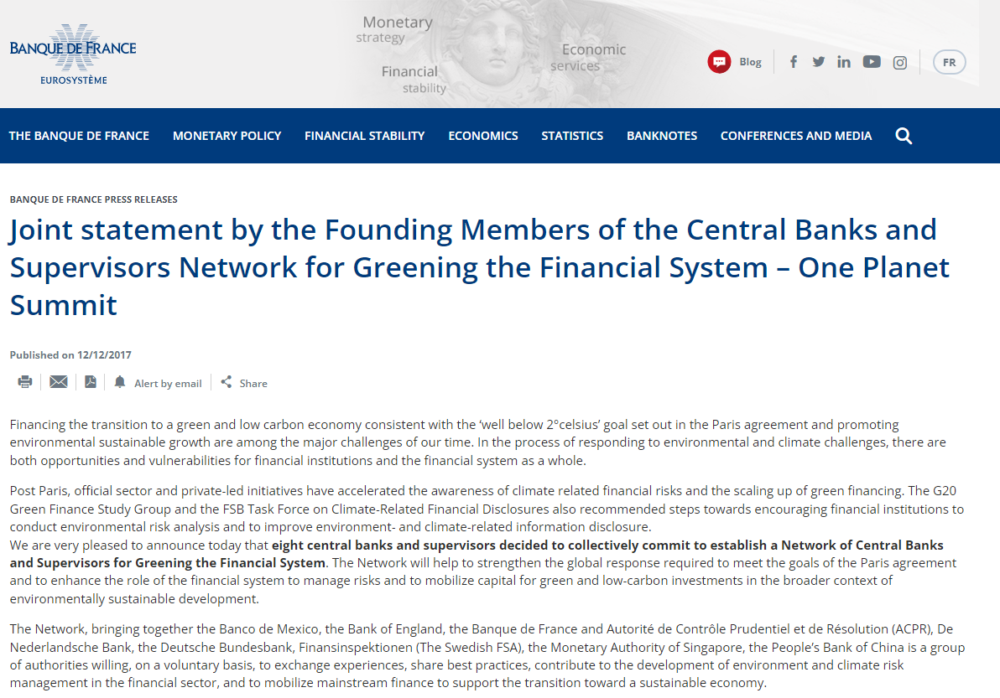 BANQUE DE FRANCE
EUROSYSTÈME
Monetary
strategy
Economic
services
Financial
stability
Blog
FR
THE BANQUE DE FRANCE MONETARY POLICY FINANCIAL STABILITY ECONOMICS STATISTICS BANKNOTES CONFERENCES AND MEDIA
BANQUE DE FRANCE PRESS RELEASES
Joint statement by the Founding Members of the Central Banks and
Supervisors Network for Greening the Financial System – One Planet
Summit
Published on 12/12/2017
Alert by email Share
Financing the transition to a green and low carbon economy consistent with the ‘well below 2°celsius’ goal set out in the Paris agreement and promoting
environmental sustainable growth are among the major challenges of our time. In the process of responding to environmental and climate challenges, there are
both opportunities and vulnerabilities for financial institutions and the financial system as a whole.
Post Paris, official sector and private-led initiatives have accelerated the awareness of climate related financial risks and the scaling up of green financing. The G20
Green Finance Study Group and the FSB Task Force on Climate-Related Financial Disclosures also recommended steps towards encouraging financial institutions to
conduct environmental risk analysis and to improve environment- and climate-related information disclosure.
We are very pleased to announce today that eight central banks and supervisors decided to collectively commit to establish a Network of Central Banks
and Supervisors for Greening the Financial System. The Network will help to strengthen the global response required to meet the goals of the Paris agreement
and to enhance the role of the financial system to manage risks and to mobilize capital for green and low-carbon investments in the broader context of
environmentally sustainable development.
The Network, bringing together the Banco de Mexico, the Bank of England, the Banque de France and Autorité de Contrôle Prudentiel et de Résolution (ACPR), De
Nederlandsche Bank, the Deutsche Bundesbank, Finansinspektionen (The Swedish FSA), the Monetary Authority of Singapore, the People’s Bank of China is a group
of authorities willing, on a voluntary basis, to exchange experiences, share best practices, contribute to the development of environment and climate risk
management in the financial sector, and to mobilize mainstream finance to support the transition toward a sustainable economy.